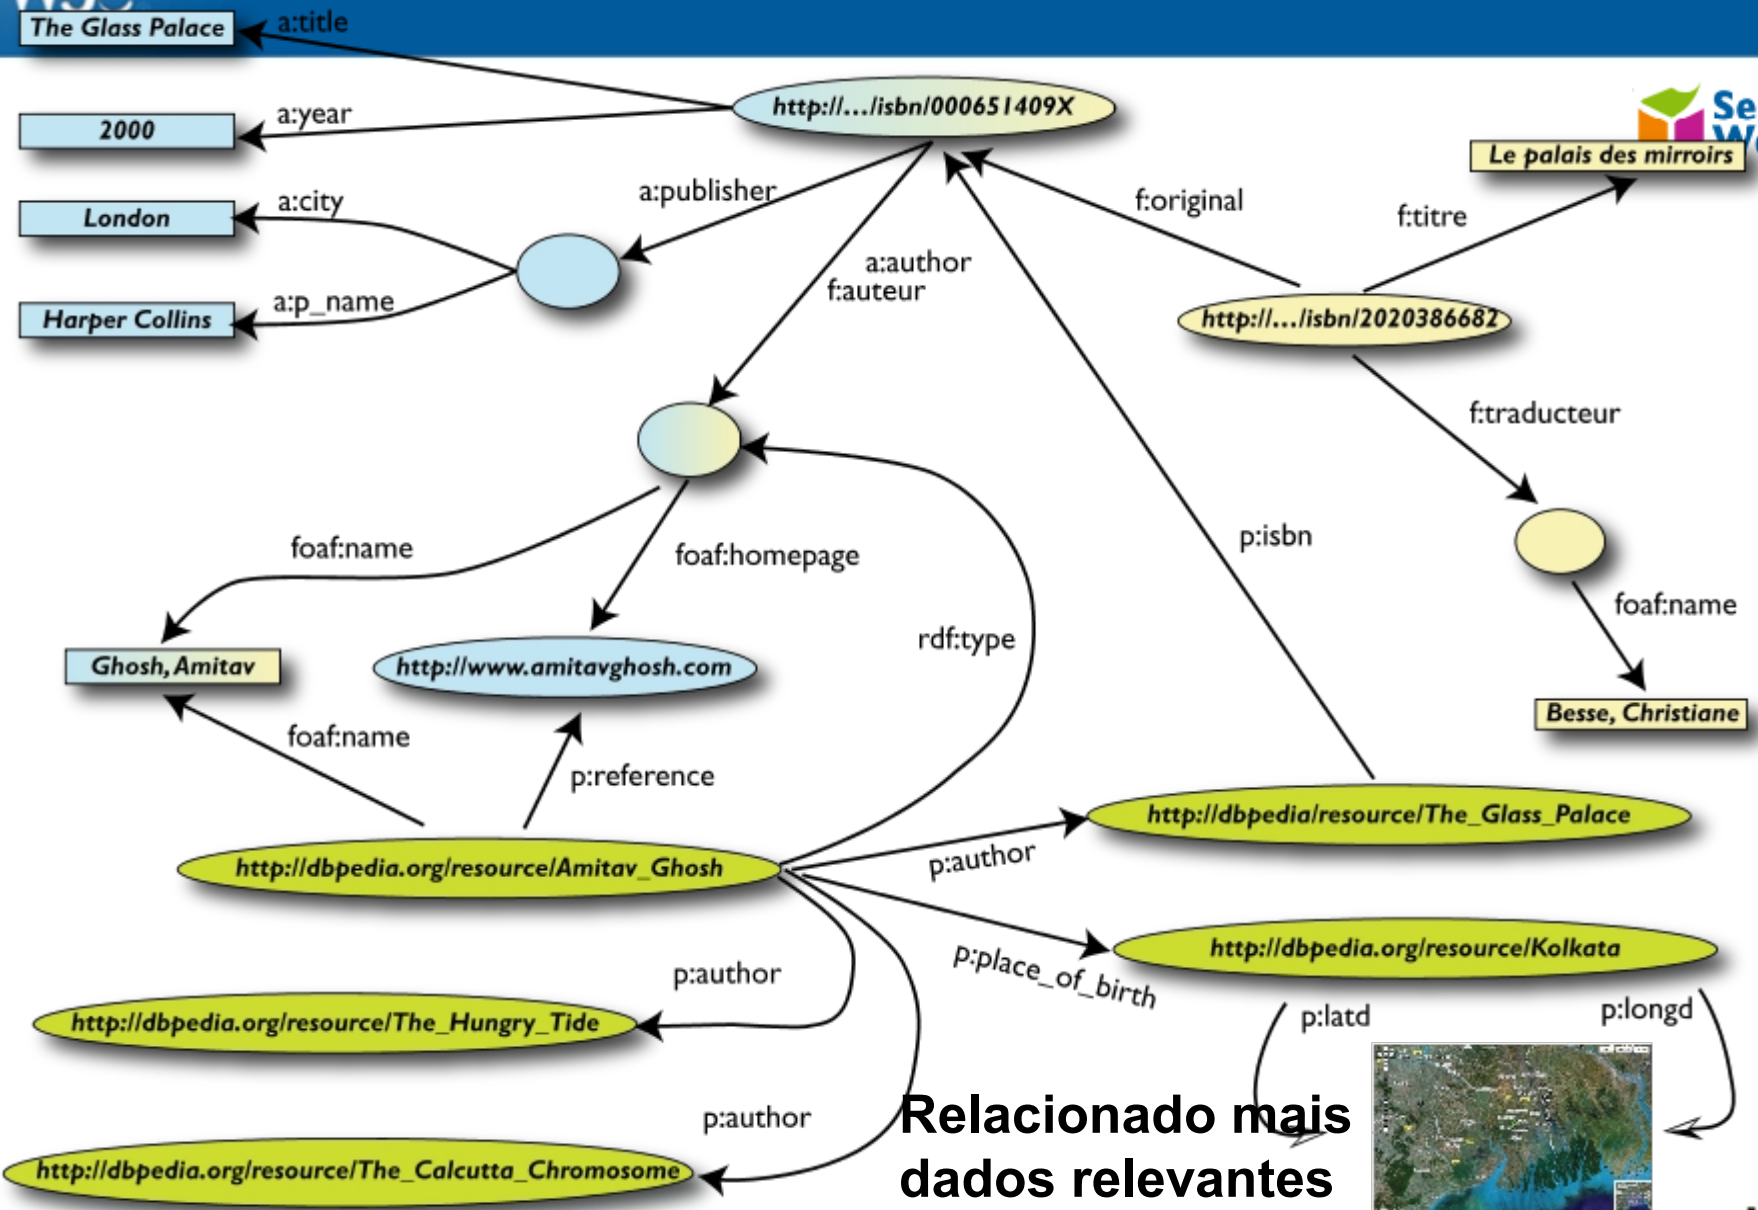 The Glass Palace
a:title
http://.../isbn/000651409X
2000
a:year
Le palais des mirroirs
London
a:city
a:publisher
f:original
f:titre
a:author
f:auteur
Harper Collins
a:p_name
http://.../isbn/2020386682
f:traducteur
foaf:name
foaf:homepage
p:isbn
foaf:name
rdf:type
Ghosh, Amitav
http://www.amitavghosh.com
Besse, Christiane
foaf:name
p:reference
http://dbpedia/resource/The_Glass_Palace
p:author
http://dbpedia.org/resource/Amitav_Ghosh
p:place_of_birth
http://dbpedia.org/resource/Kolkata
p:author
http://dbpedia.org/resource/The_Hungry_Tide
p:latd
p:longd
p:author
Relacionado mais
dados relevantes
http://dbpedia.org/resource/The_Calcutta_Chromosome